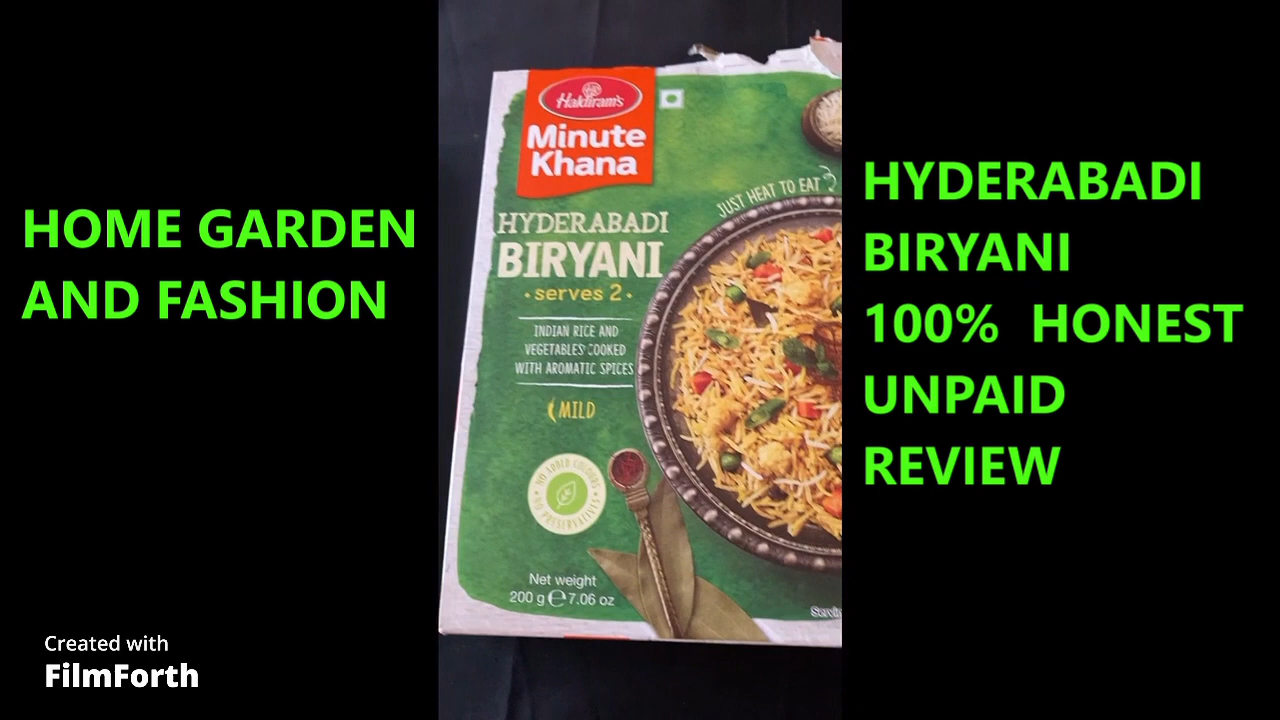 HOME GARDEN
AND FASHION
Haldiram's
Minute
Khana
JUST HEAT TO EAT
HYDERABADI
BIRYANI
• serves 2 •
INDIAN RICE AND
VEGETABLES COOKED
WITH AROMATIC SPICES
MILD
NO ADDED COLOURS
• NO PRESERVATIVES •
Net weight
200 g ℮ 7.06 oz
HYDERABADI
BIRYANI
100% HONEST
UNPAID
REVIEW
Created with
FilmForth